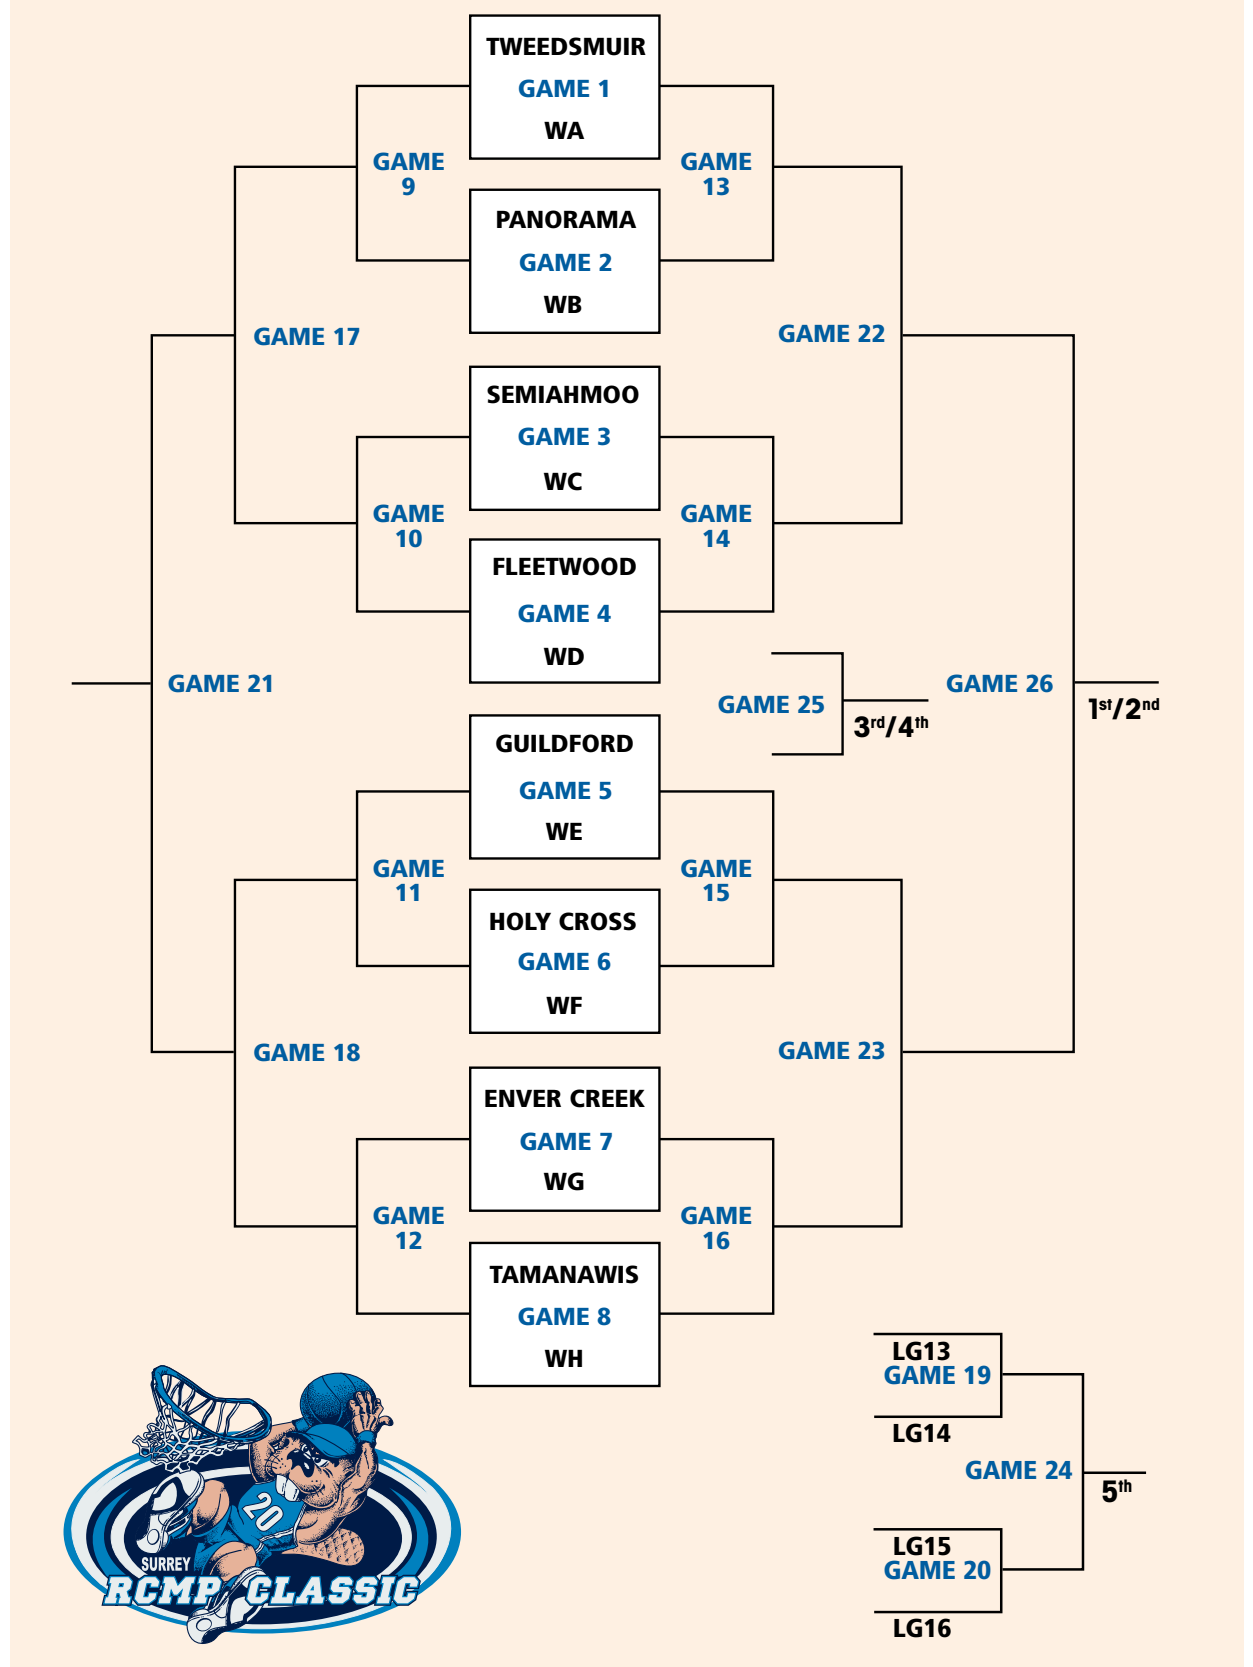 TWEEDSMUIR
GAME 1
WA
GAME
9
GAME
13
PANORAMA
GAME 2
WB
GAME 17
GAME 22
SEMIAHMOO
GAME 3
WC
GAME
10
GAME
14
FLEETWOOD
GAME 4
WD
GAME 21
GAME 25
3rd/4th
GAME 26
1st/2nd
GUILDFORD
GAME 5
WE
GAME
11
GAME
15
HOLY CROSS
GAME 6
WF
GAME 18
GAME 23
ENVER CREEK
GAME 7
WG
GAME
12
GAME
16
TAMANAWIS
GAME 8
WH
LG13
GAME 19
LG14
GAME 24
5th
LG15
GAME 20
LG16
20
SURREY
RCMP CLASSIC